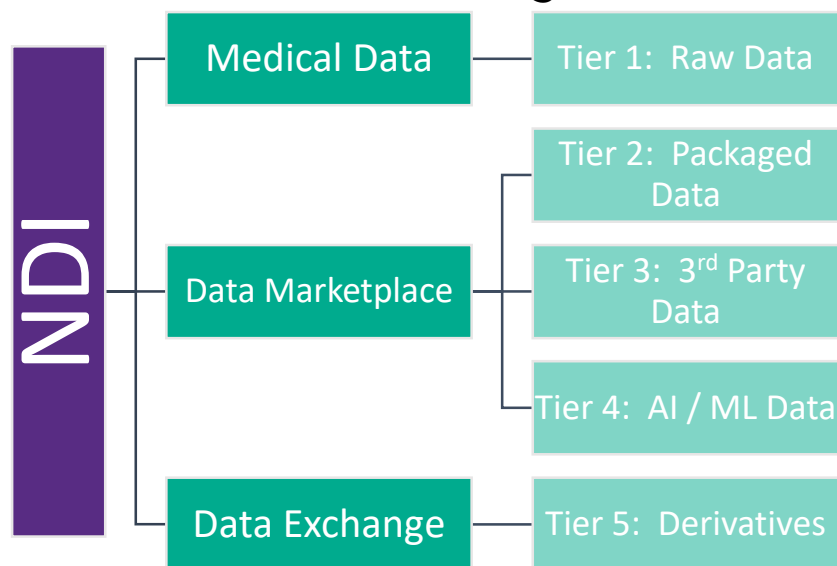 NDI
Medical Data
Tier 1: Raw Data
Data Marketplace
Tier 2: Packaged
Data
Tier 3: 3rd Party
Data
Tier 4: AI / ML Data
Data Exchange
Tier 5: Derivatives